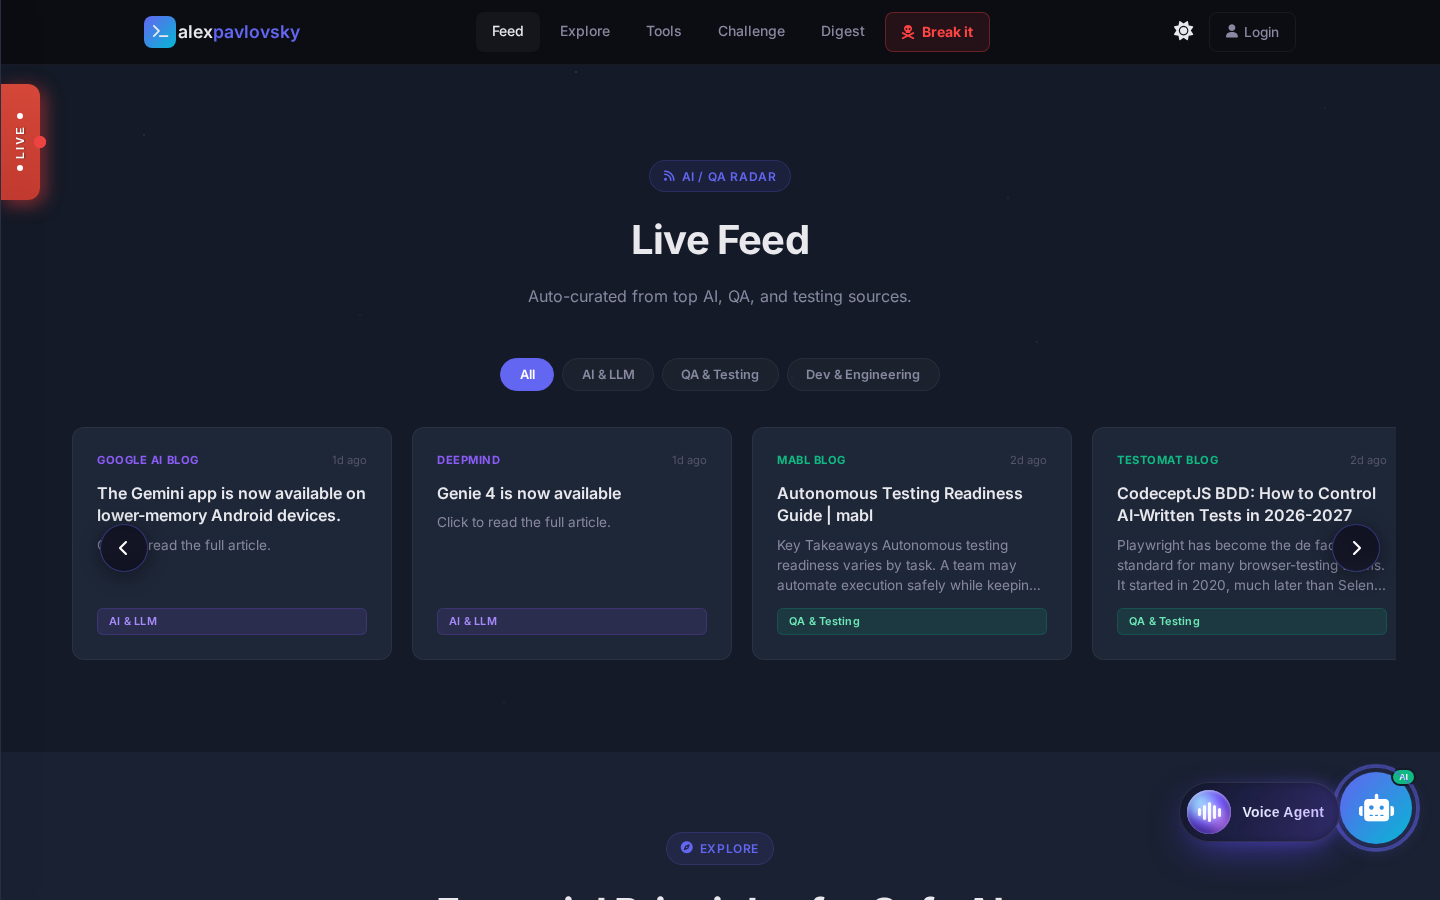 alexpavlovsky
Feed
Explore
Tools
Challenge
Digest
Break it
Login
LIVE
AI / QA RADAR
Live Feed
Auto-curated from top AI, QA, and testing sources.
All
AI & LLM
QA & Testing
Dev & Engineering
GOOGLE AI BLOG
1d ago
The Gemini app is now available on
lower-memory Android devices.
read the full article.
AI & LLM
DEEPMIND
1d ago
Genie 4 is now available
Click to read the full article.
AI & LLM
MABL BLOG
2d ago
Autonomous Testing Readiness
Guide | mabl
Key Takeaways Autonomous testing
readiness varies by task. A team may
automate execution safely while keepin...
QA & Testing
TESTOMAT BLOG
2d ago
CodeceptJS BDD: How to Control
AI-Written Tests in 2026-2027
Playwright has become the de
standard for many browser-testing
It started in 2020, much later than Selen...
QA & Testing
EXPLORE
AI
Voice Agent